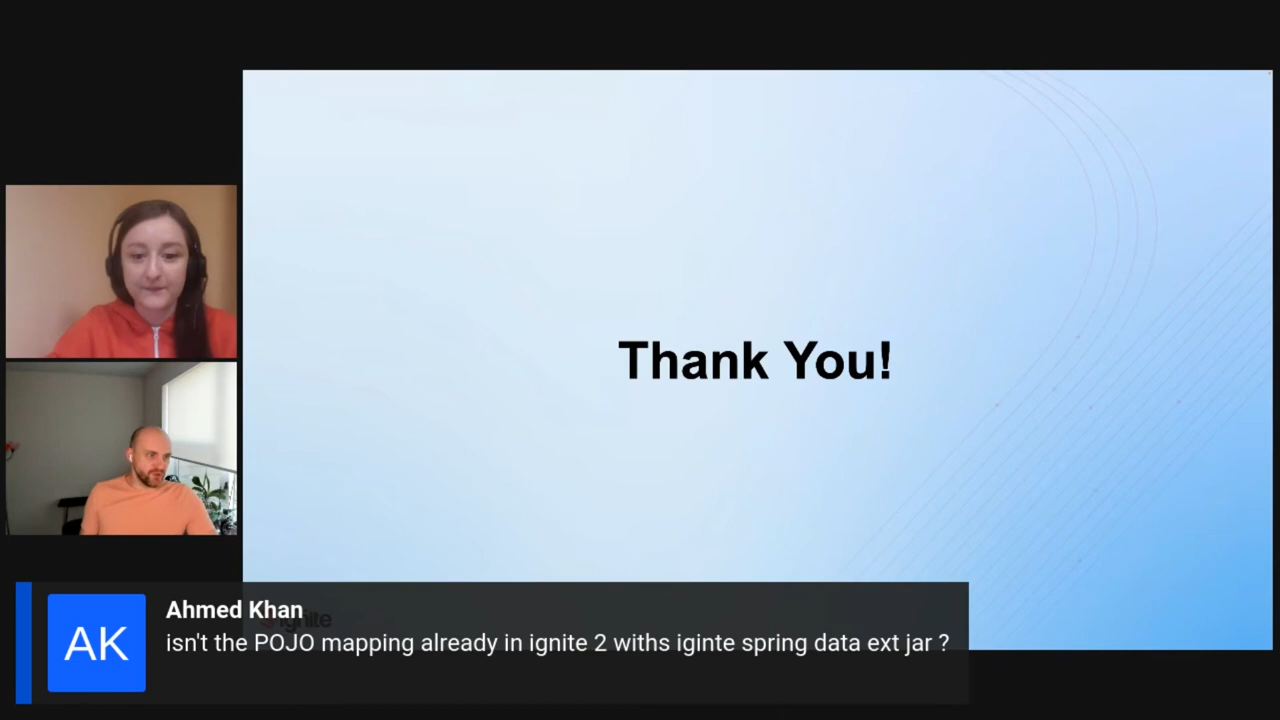 Thank You!
ignite
AK
Ahmed Khan
isn't the POJO mapping already in ignite 2 withs iginte spring data ext jar ?